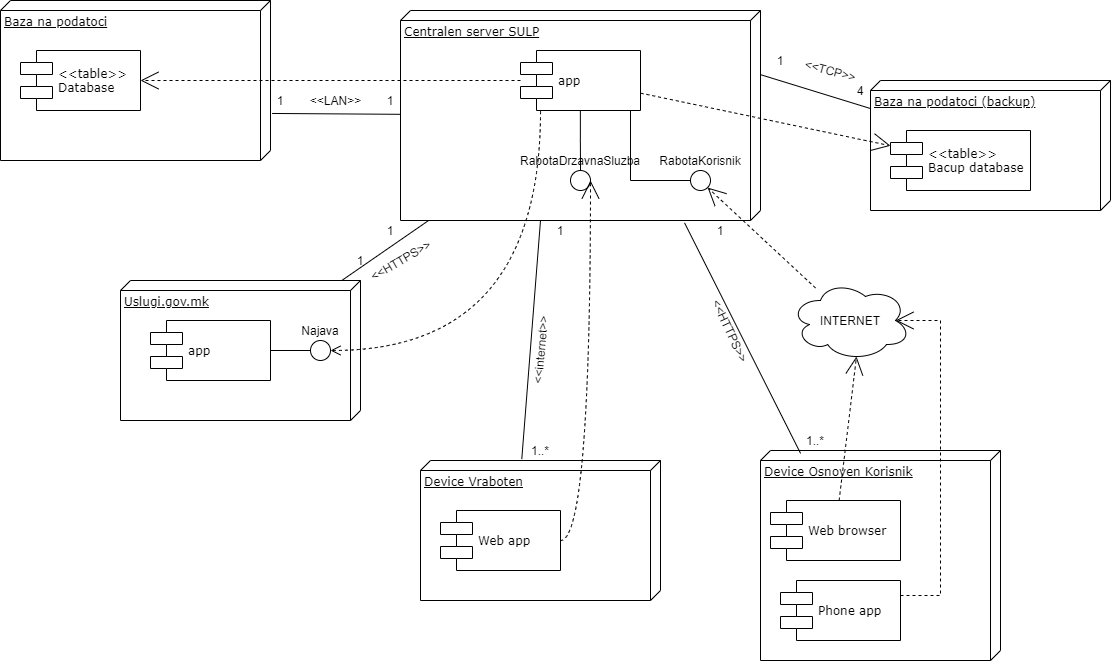 Baza na podatoci
<<table>>
Database
1
<<LAN>>
1
Centralen server SULP
app
RabotaDrzavnaSluzba
RabotaKorisnik
1
<<TCP>>
4
Baza na podatoci (backup)
<<table>>
Bacup database
1
1
<<HTTPS>>
Uslugi.gov.mk
app
Najava
1
<<internet>>
1..*
1
<<HTTPS>>
1..*
INTERNET
Device Vraboten
Web app
Device Osnoven Korisnik
Web browser
Phone app